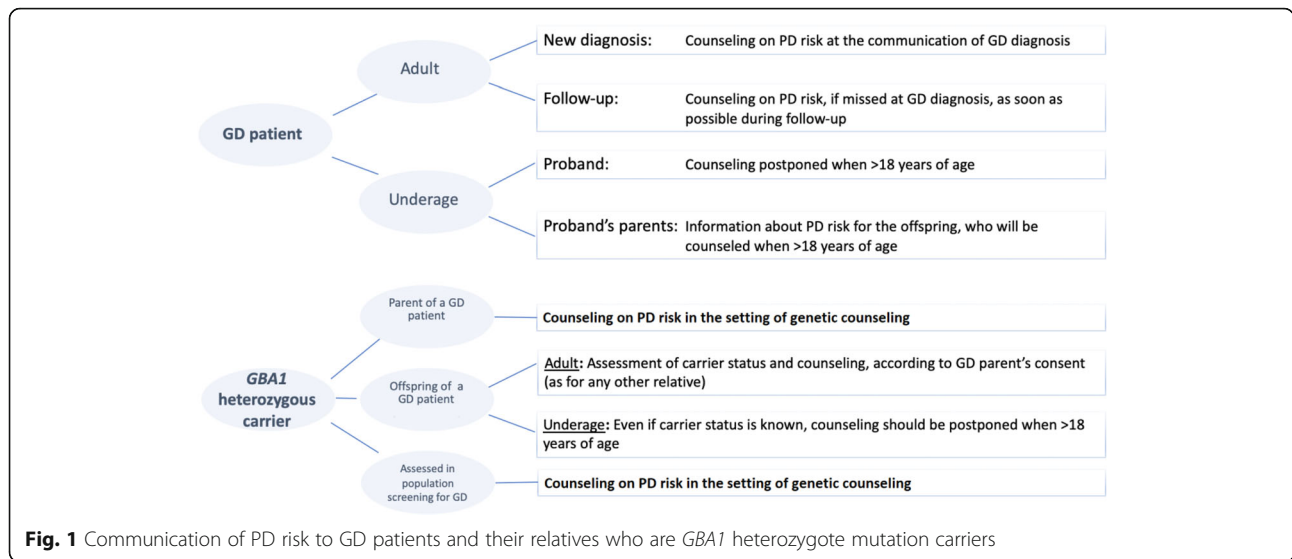 New diagnosis: Counseling on PD risk at the communication of GD diagnosis
Adult
Follow-up: Counseling on PD risk, if missed at GD diagnosis, as soon as
possible during follow-up
GD patient
Proband: Counseling postponed when >18 years of age
Underage
Proband's parents: Information about PD risk for the offspring, who will be
counseled when >18 years of age
Parent of a GD
patient
Counseling on PD risk in the setting of genetic counseling
GBA1
heterozygous
carrier
Offspring of a
GD patient
Adult: Assessment of carrier status and counseling, according to GD parent's consent
(as for any other relative)
Underage: Even if carrier status is known, counseling should be postponed when >18
years of age
Assessed in
population
screening for GD
Counseling on PD risk in the setting of genetic counseling
Fig. 1 Communication of PD risk to GD patients and their relatives who are GBA1 heterozygote mutation carriers